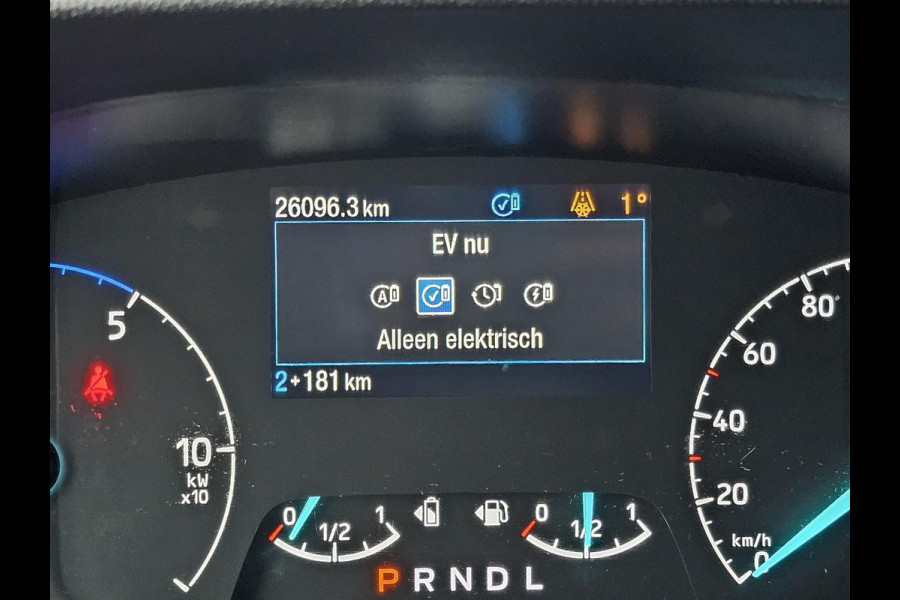 26096.3 km 1°
EV nu
A
Alleen elektrisch
2+181 km
5
10
kW
x10
80
60
40
20
0
km/h
0 1/2 1
0 1/2 1
P R N D L